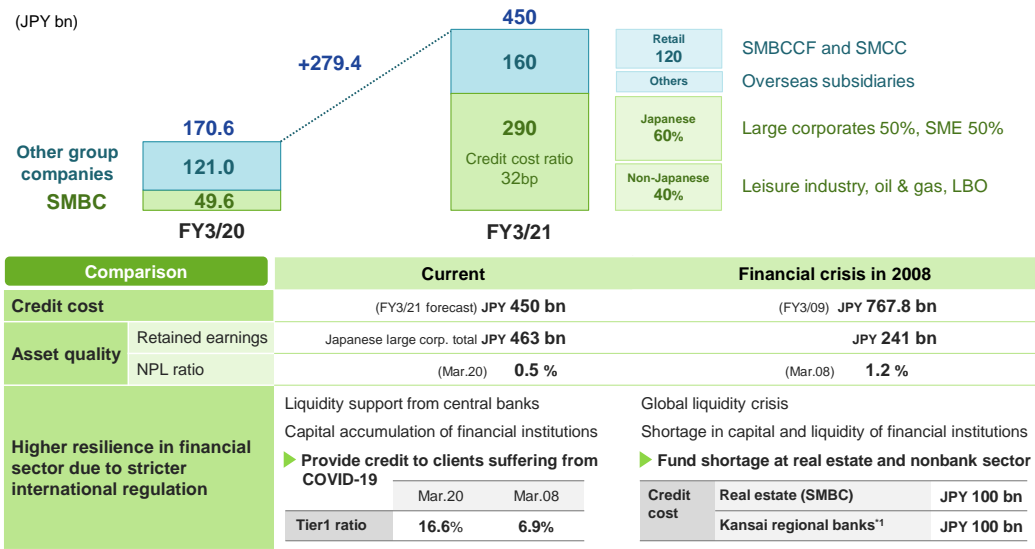 (JPY bn)
450
+279.4
160
Retail
120
SMBCCF and SMCC
Others
Overseas subsidiaries
170.6
290
Credit cost ratio
32bp
Japanese
60%
Large corporates 50%, SME 50%
Other group
companies
121.0
Non-Japanese
40%
Leisure industry, oil & gas, LBO
SMBC
49.6
FY3/20
FY3/21
Comparison
Current
Financial crisis in 2008
Credit cost
(FY3/21 forecast) JPY 450 bn
(FY3/09) JPY 767.8 bn
Asset quality
Retained earnings
Japanese large corp. total JPY 463 bn
JPY 241 bn
NPL ratio
(Mar.20) 0.5 %
(Mar.08) 1.2 %
Higher resilience in financial
sector due to stricter
international regulation
Liquidity support from central banks
Capital accumulation of financial institutions
Provide credit to clients suffering from
COVID-19
Mar.20 Mar.08
Tier1 ratio 16.6% 6.9%
Global liquidity crisis
Shortage in capital and liquidity of financial institutions
Fund shortage at real estate and nonbank sector
Credit
cost
Real estate (SMBC) JPY 100 bn
Kansai regional banks*1 JPY 100 bn